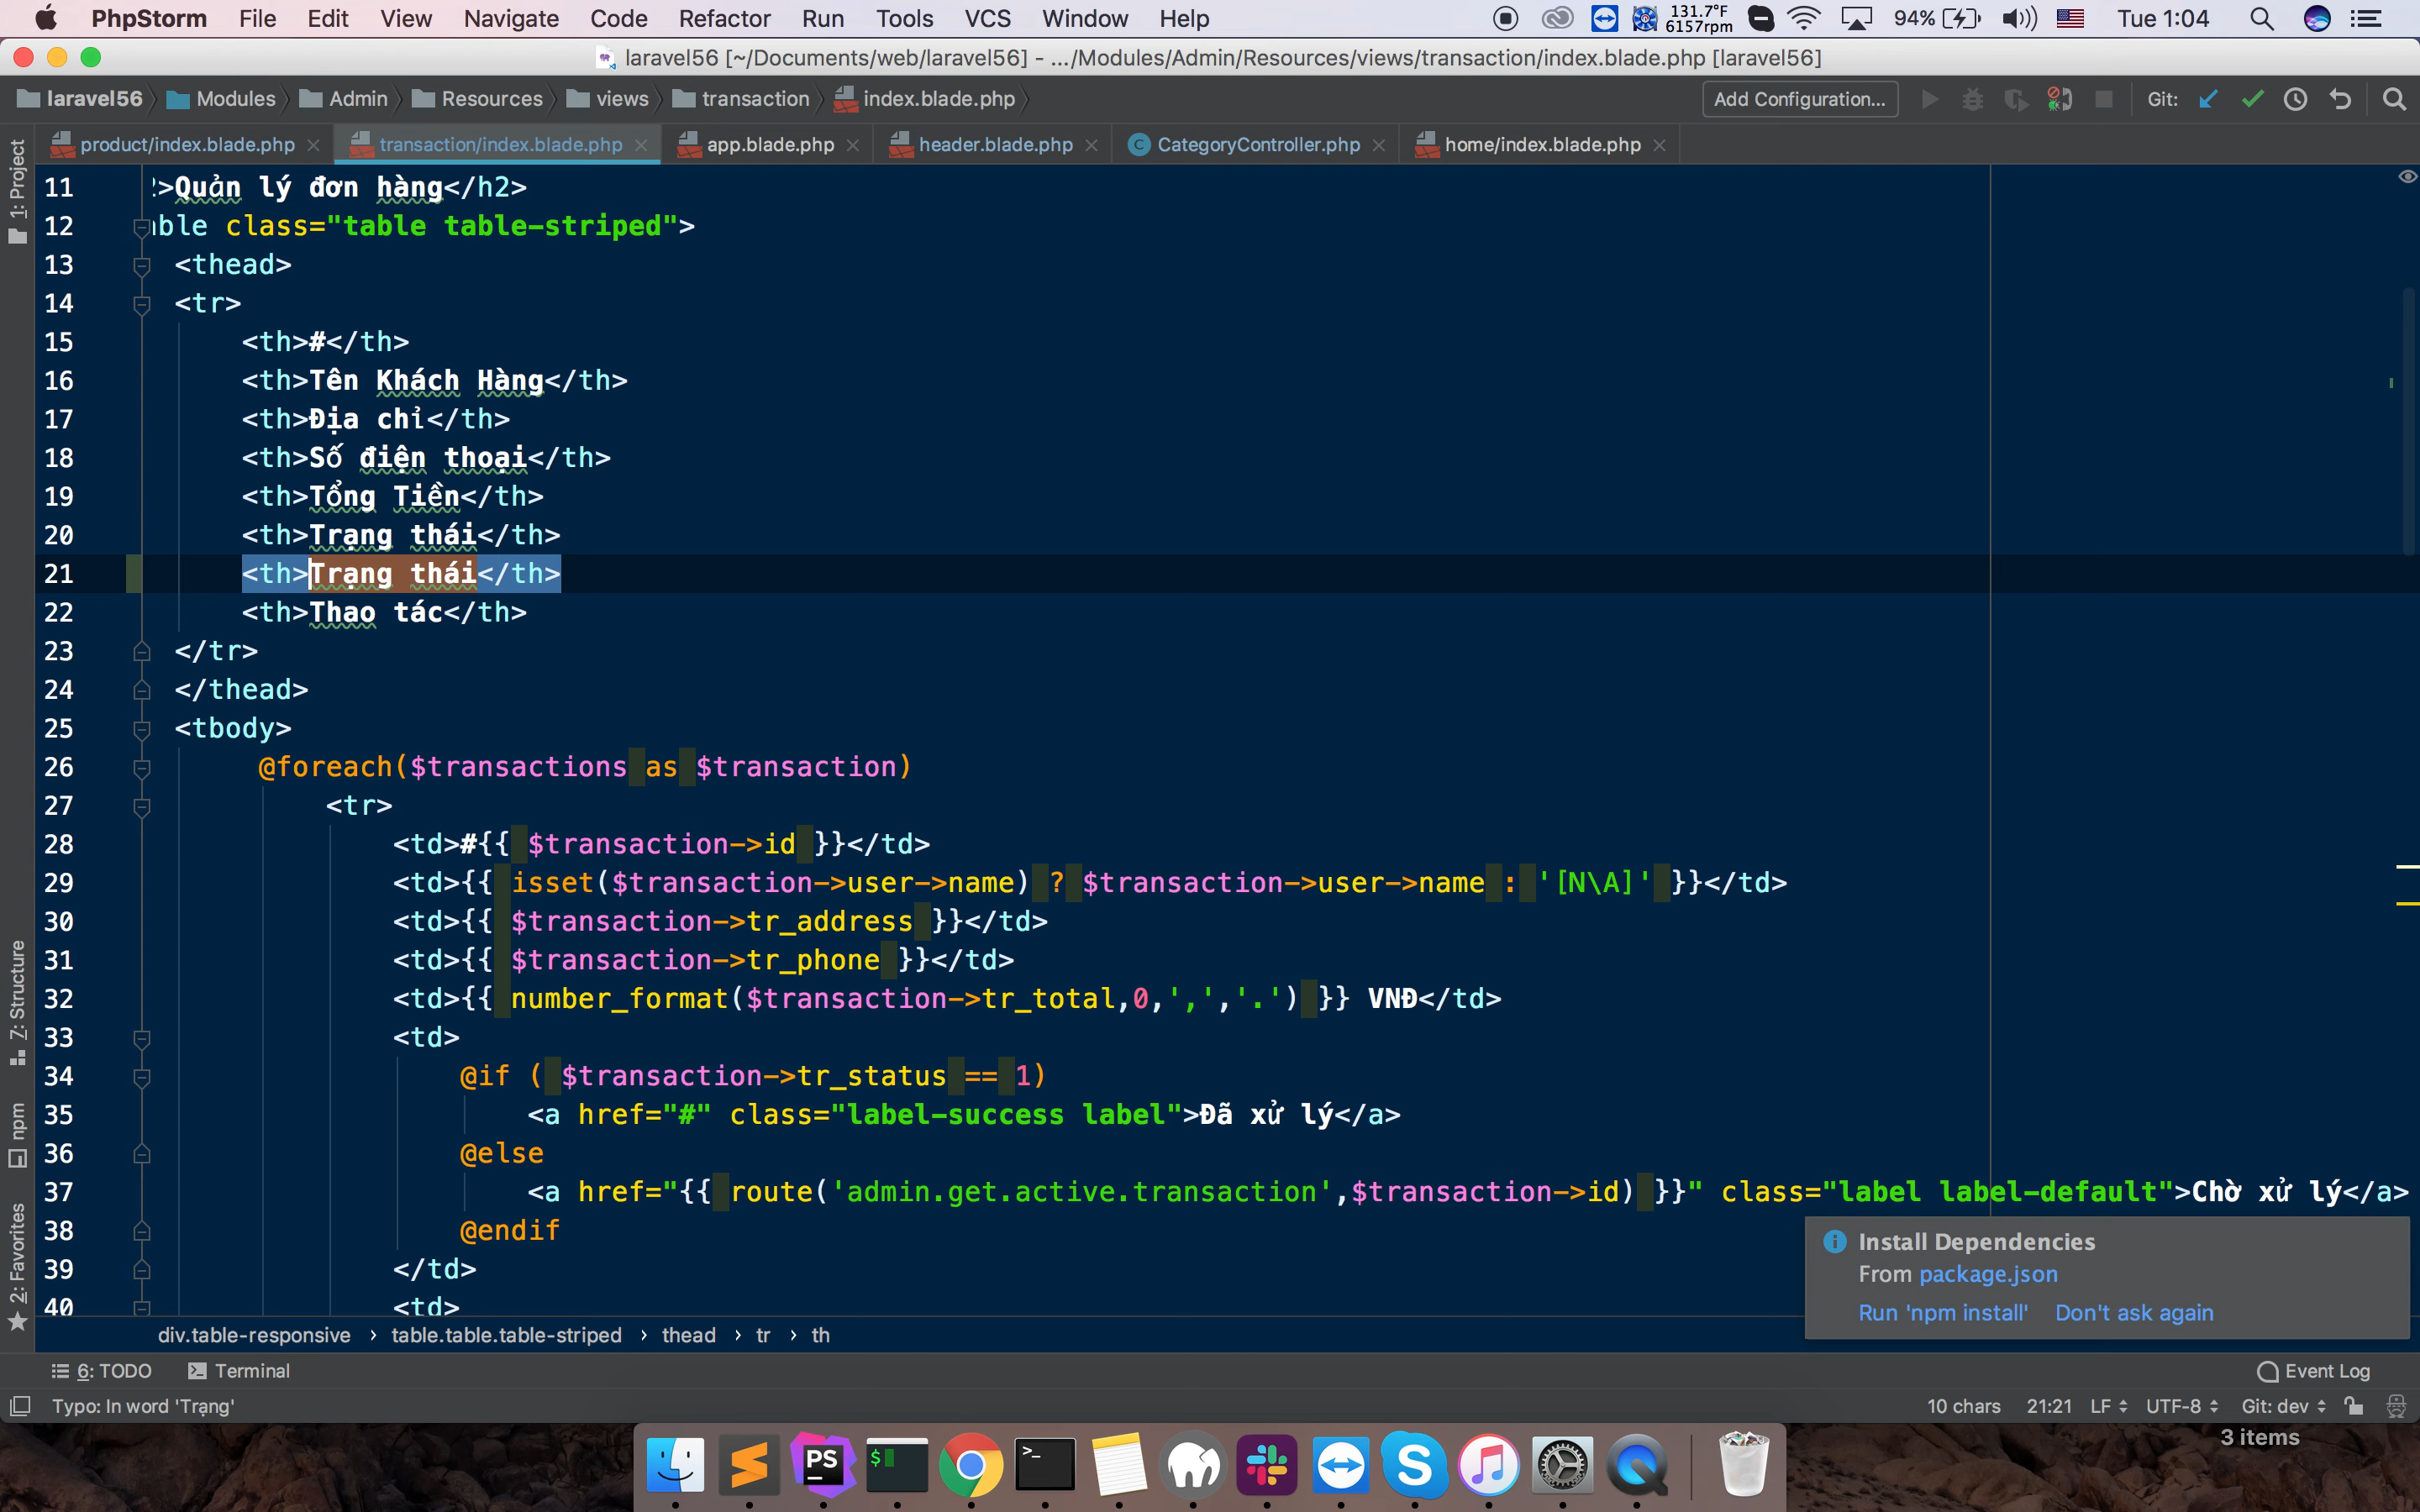 PhpStorm File Edit View Navigate Code Refactor Run Tools VCS Window Help 131.7°F 6157rpm 94% Tue 1:04
laravel56 [~/Documents/web/laravel56] - .../Modules/Admin/Resources/views/transaction/index.blade.php [laravel56]
laravel56 Modules Admin Resources views transaction index.blade.php Add Configuration... Git:
product/index.blade.php transaction/index.blade.php app.blade.php header.blade.php C CategoryController.php home/index.blade.php
1: Project
7: Structure
npm
2: Favorites
11 2>Quản lý đơn hàng</h2>
12 able class="table table-striped">
13 <thead>
14 <tr>
15 <th>#</th>
16 <th>Tên Khách Hàng</th>
17 <th>Địa chỉ</th>
18 <th>Số điện thoại</th>
19 <th>Tổng Tiền</th>
20 <th>Trạng thái</th>
21 <th>Trạng thái</th>
22 <th>Thao tác</th>
23 </tr>
24 </thead>
25 <tbody>
26 @foreach($transactions as $transaction)
27 <tr>
28 <td>#{{ $transaction->id }}</td>
29 <td>{{ isset($transaction->user->name) ? $transaction->user->name : '[N\A]' }}</td>
30 <td>{{ $transaction->tr_address }}</td>
31 <td>{{ $transaction->tr_phone }}</td>
32 <td>{{ number_format($transaction->tr_total,0,',','.') }} VNĐ</td>
33 <td>
34 @if ( $transaction->tr_status == 1)
35 <a href="#" class="label-success label">Đã xử lý</a>
36 @else
37 <a href="{{ route('admin.get.active.transaction',$transaction->id) }}" class="label label-default">Chờ xử lý</a>
38 @endif
39 </td>
40 <td>
Install Dependencies
From package.json
Run 'npm install' Don't ask again
div.table-responsive › table.table.table-striped › thead › tr › th
6: TODO Terminal Event Log
Typo: In word 'Trạng' 10 chars 21:21 LF UTF-8 Git: dev
3 items
PS
$
>_
S